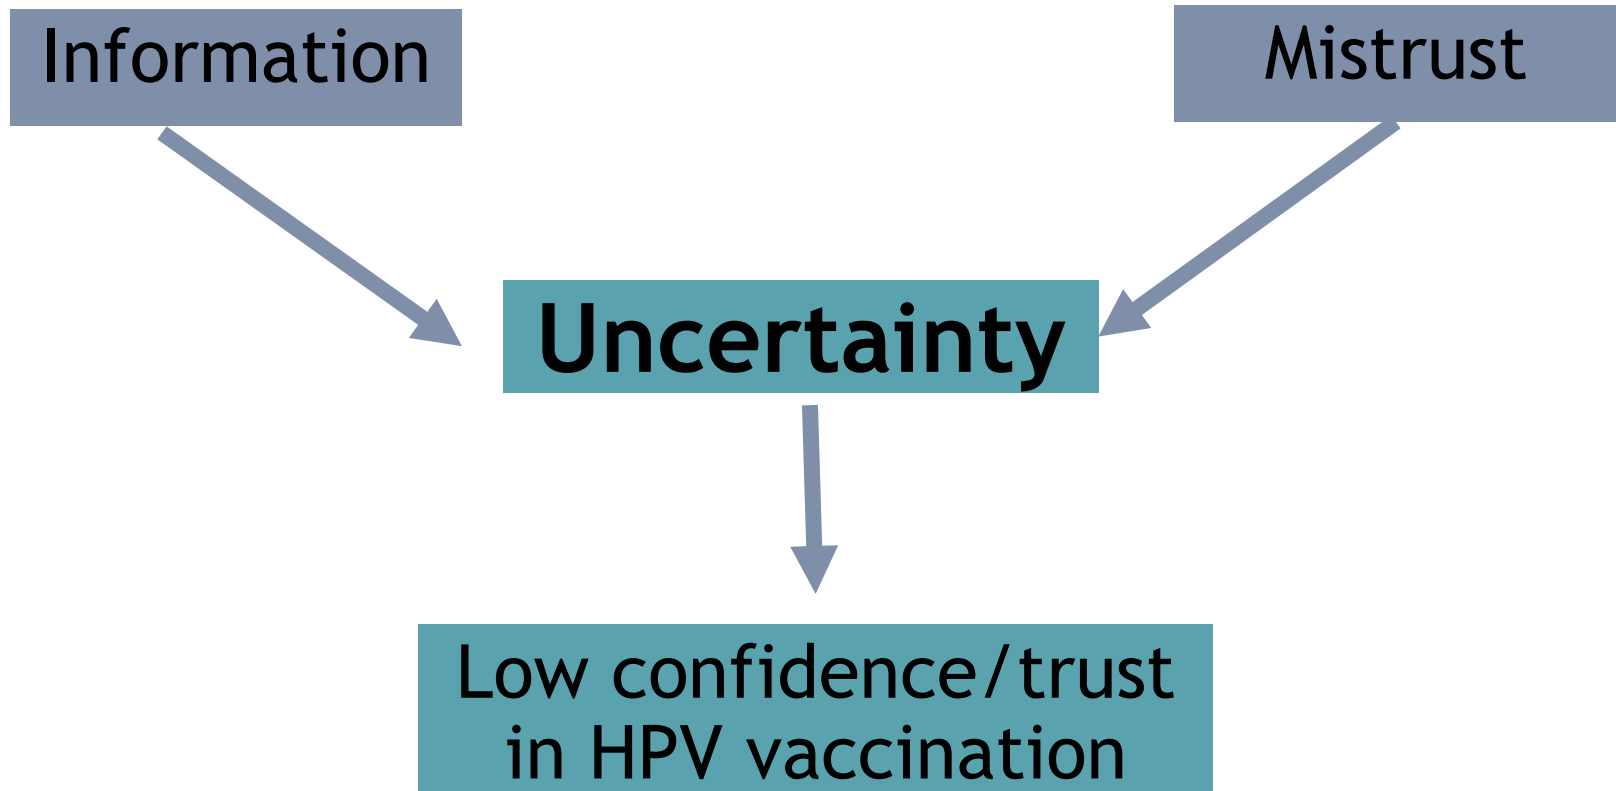 Information
Mistrust
Uncertainty
Low confidence/trust
in HPV vaccination